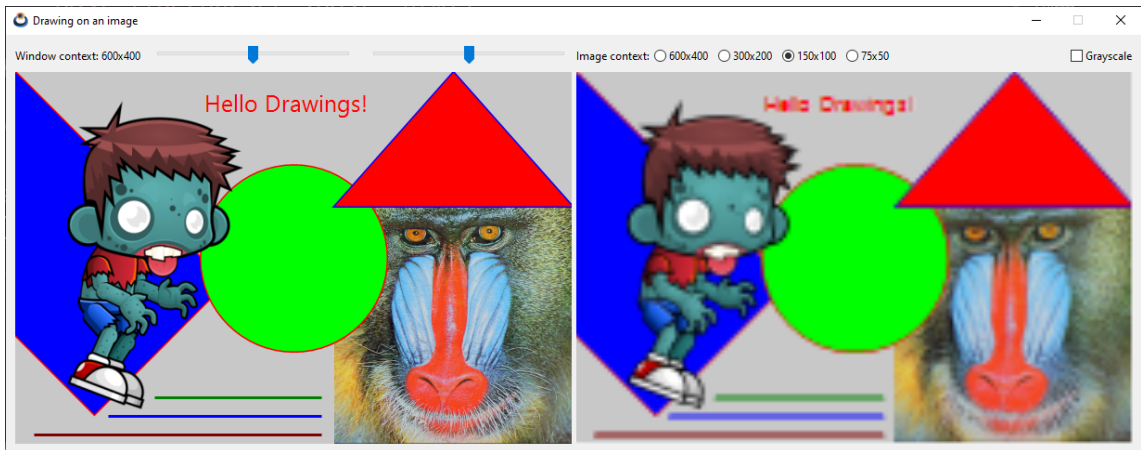 Drawing on an image
Window context: 600x400
Image context: 600x400 300x200 150x100 75x50 Grayscale
Hello Drawings!
Hello Drawings!